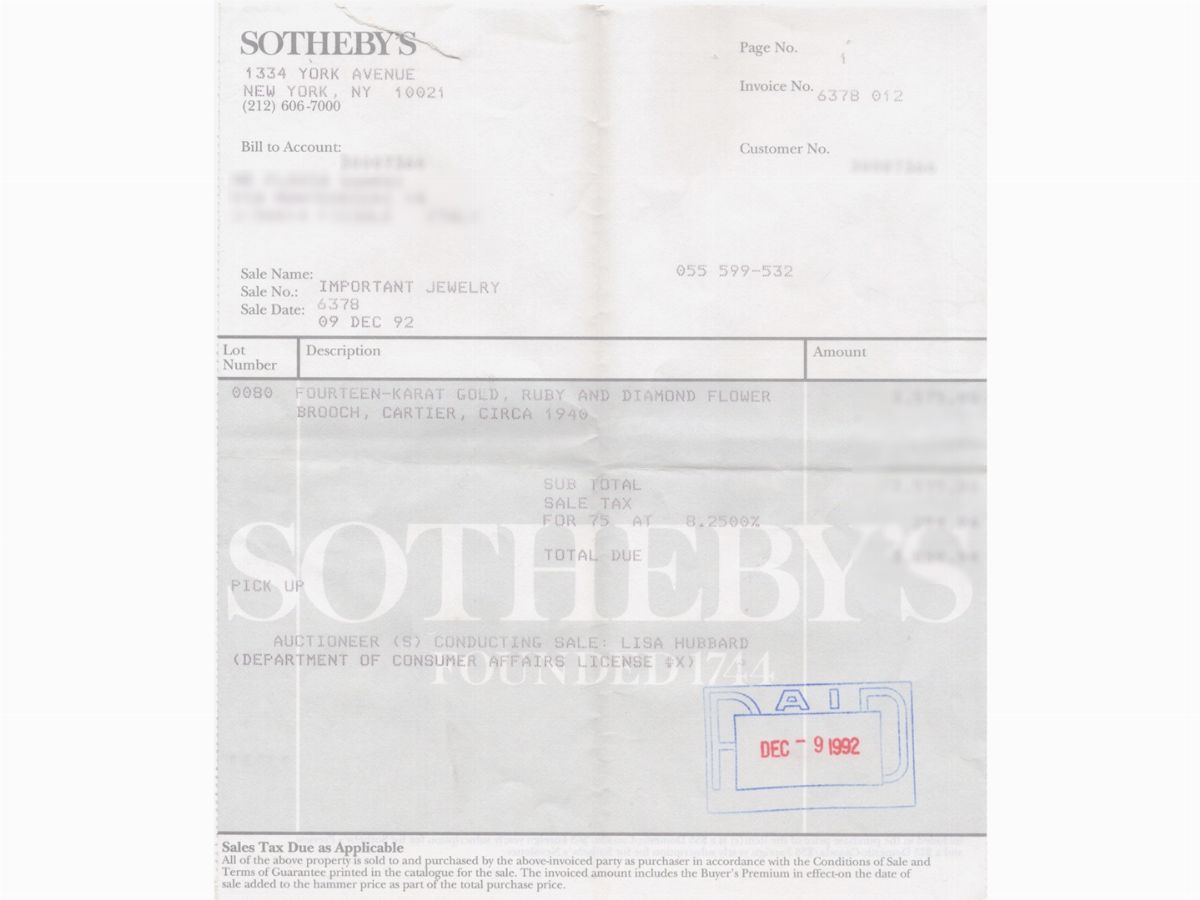 SOTHEBY'S
1334 YORK AVENUE
NEW YORK, NY 10021
(212) 606-7000
Page No. 1
Invoice No. 6378 012
Bill to Account:
Customer No.
055 599-532
Sale Name: IMPORTANT JEWELRY
Sale No.: 6378
Sale Date: 09 DEC 92
Lot Number
Description
Amount
0080 FOURTEEN-KARAT GOLD, RUBY AND DIAMOND FLOWER
BROOCH, CARTIER, CIRCA 1940
SUB TOTAL
SALE TAX
FOR 75 AT 8.2500%
TOTAL DUE
SOTHEBY'S
PICK UP
AUCTIONEER (S) CONDUCTING SALE: LISA HUBBARD
(DEPARTMENT OF CONSUMER AFFAIRS LICENSE #X)
FOUNDED 1744
PAID
DEC - 9 1992
Sales Tax Due as Applicable
All of the above property is sold to and purchased by the above-invoiced party as purchaser in accordance with the Conditions of Sale and
Terms of Guarantee printed in the catalogue for the sale. The invoiced amount includes the Buyer's Premium in effect-on the date of
sale added to the hammer price as part of the total purchase price.